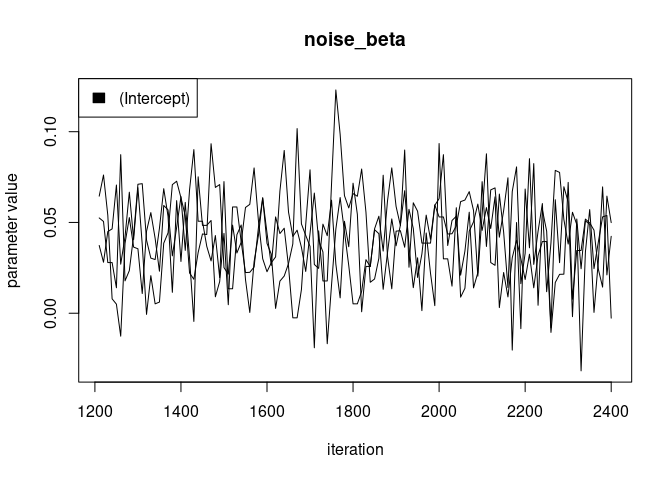 noise_beta
(Intercept)
parameter value
0.10
0.05
0.00
1200 1400 1600 1800 2000 2200 2400
iteration